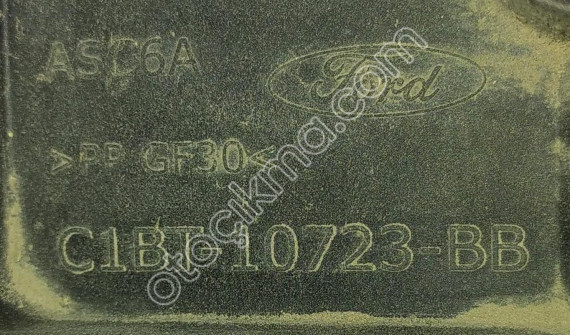 ASC6A
Ford
>PP GF30<
C1BT-10723-BB
otocikma.com